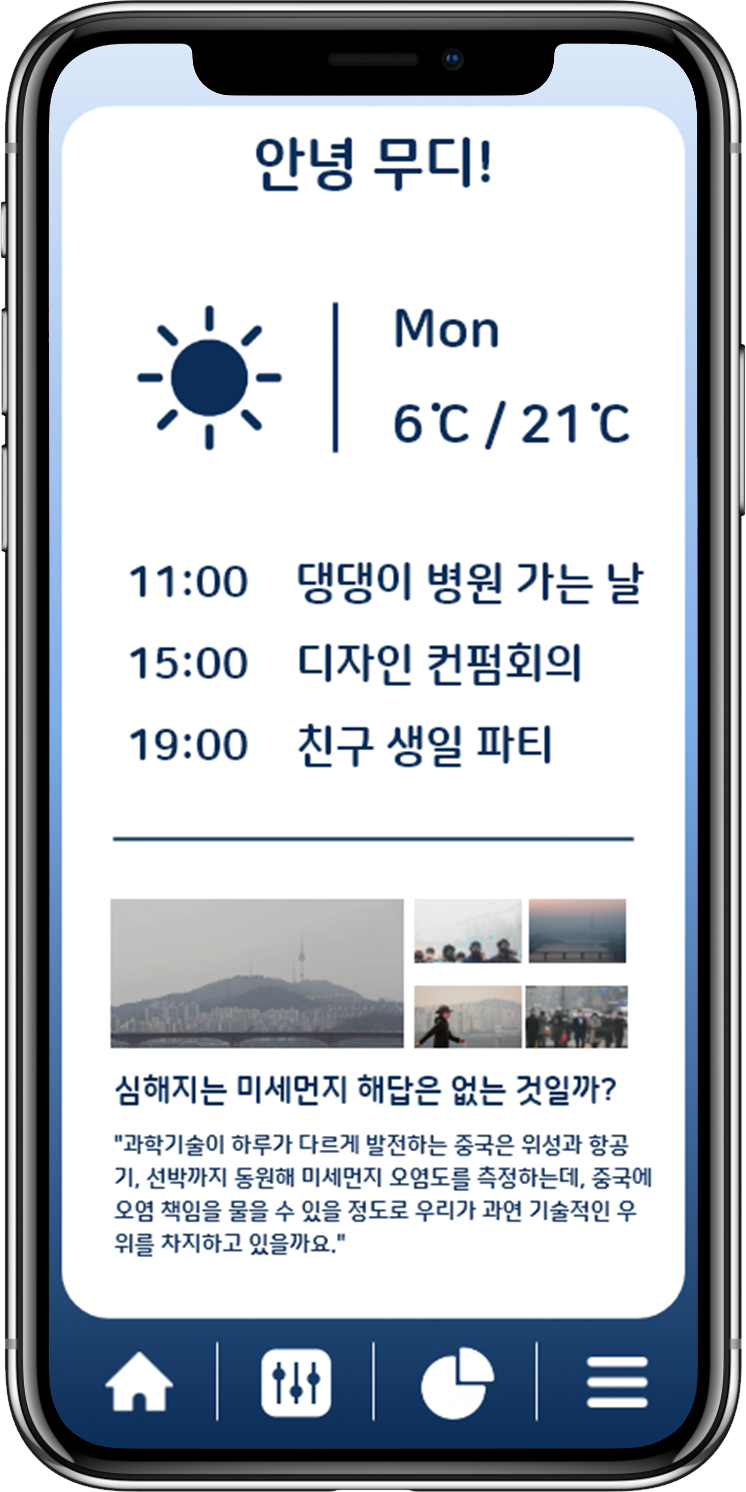 안녕 무디!
Mon
6℃ / 21℃
11:00 댕댕이 병원 가는 날
15:00 디자인 컨펌회의
19:00 친구 생일 파티
심해지는 미세먼지 해답은 없는 것일까?
"과학기술이 하루가 다르게 발전하는 중국은 위성과 항공
기, 선박까지 동원해 미세먼지 오염도를 측정하는데, 중국에
오염 책임을 물을 수 있을 정도로 우리가 과연 기술적인 우
위를 차지하고 있을까요."